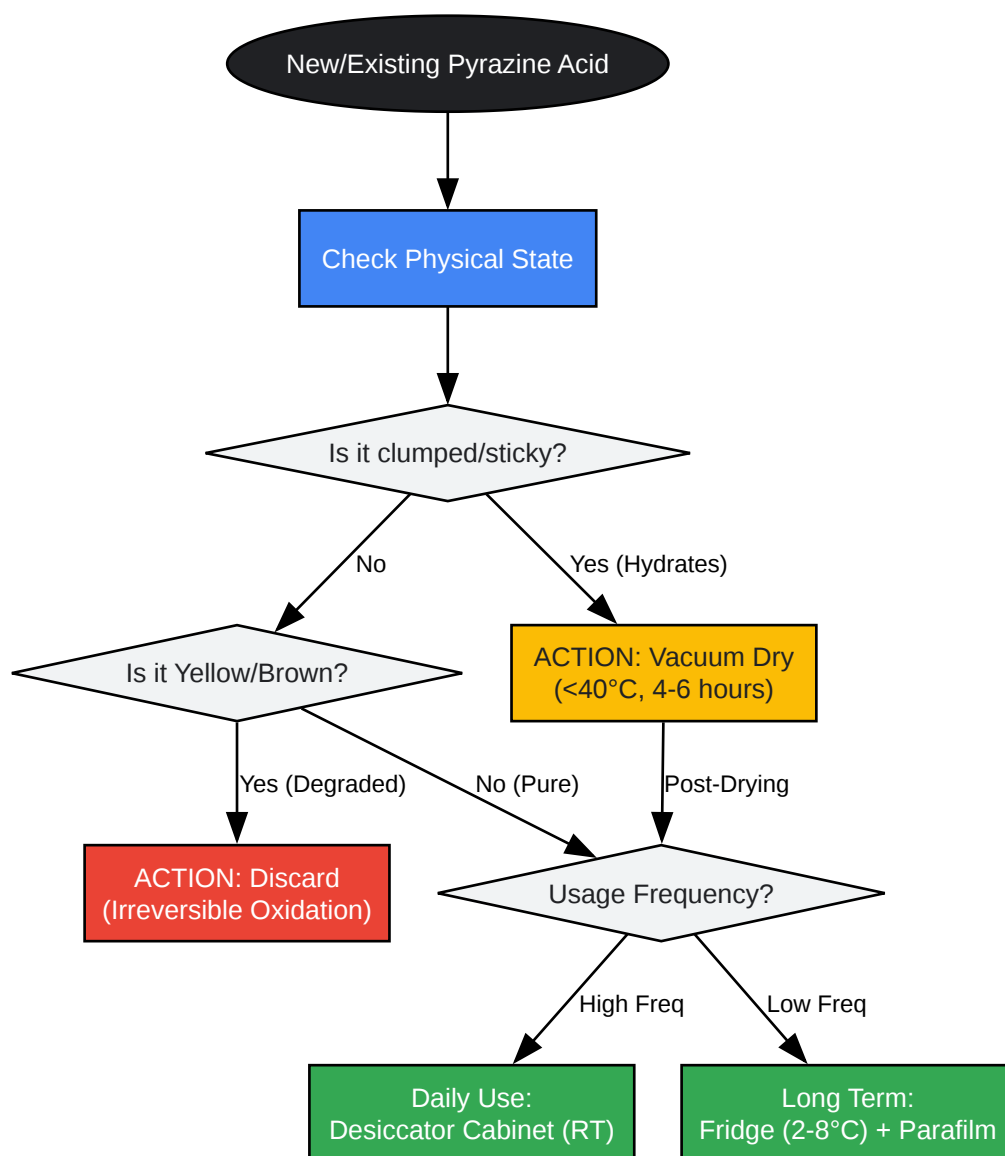 New/Existing Pyrazine Acid
Check Physical State
Is it clumped/sticky?
No
Yes (Hydrates)
Is it Yellow/Brown?
ACTION: Vacuum Dry
(<40°C, 4-6 hours)
Yes (Degraded)
No (Pure)
Post-Drying
ACTION: Discard
(Irreversible Oxidation)
Usage Frequency?
High Freq
Low Freq
Daily Use:
Desiccator Cabinet (RT)
Long Term:
Fridge (2-8°C) + Parafilm